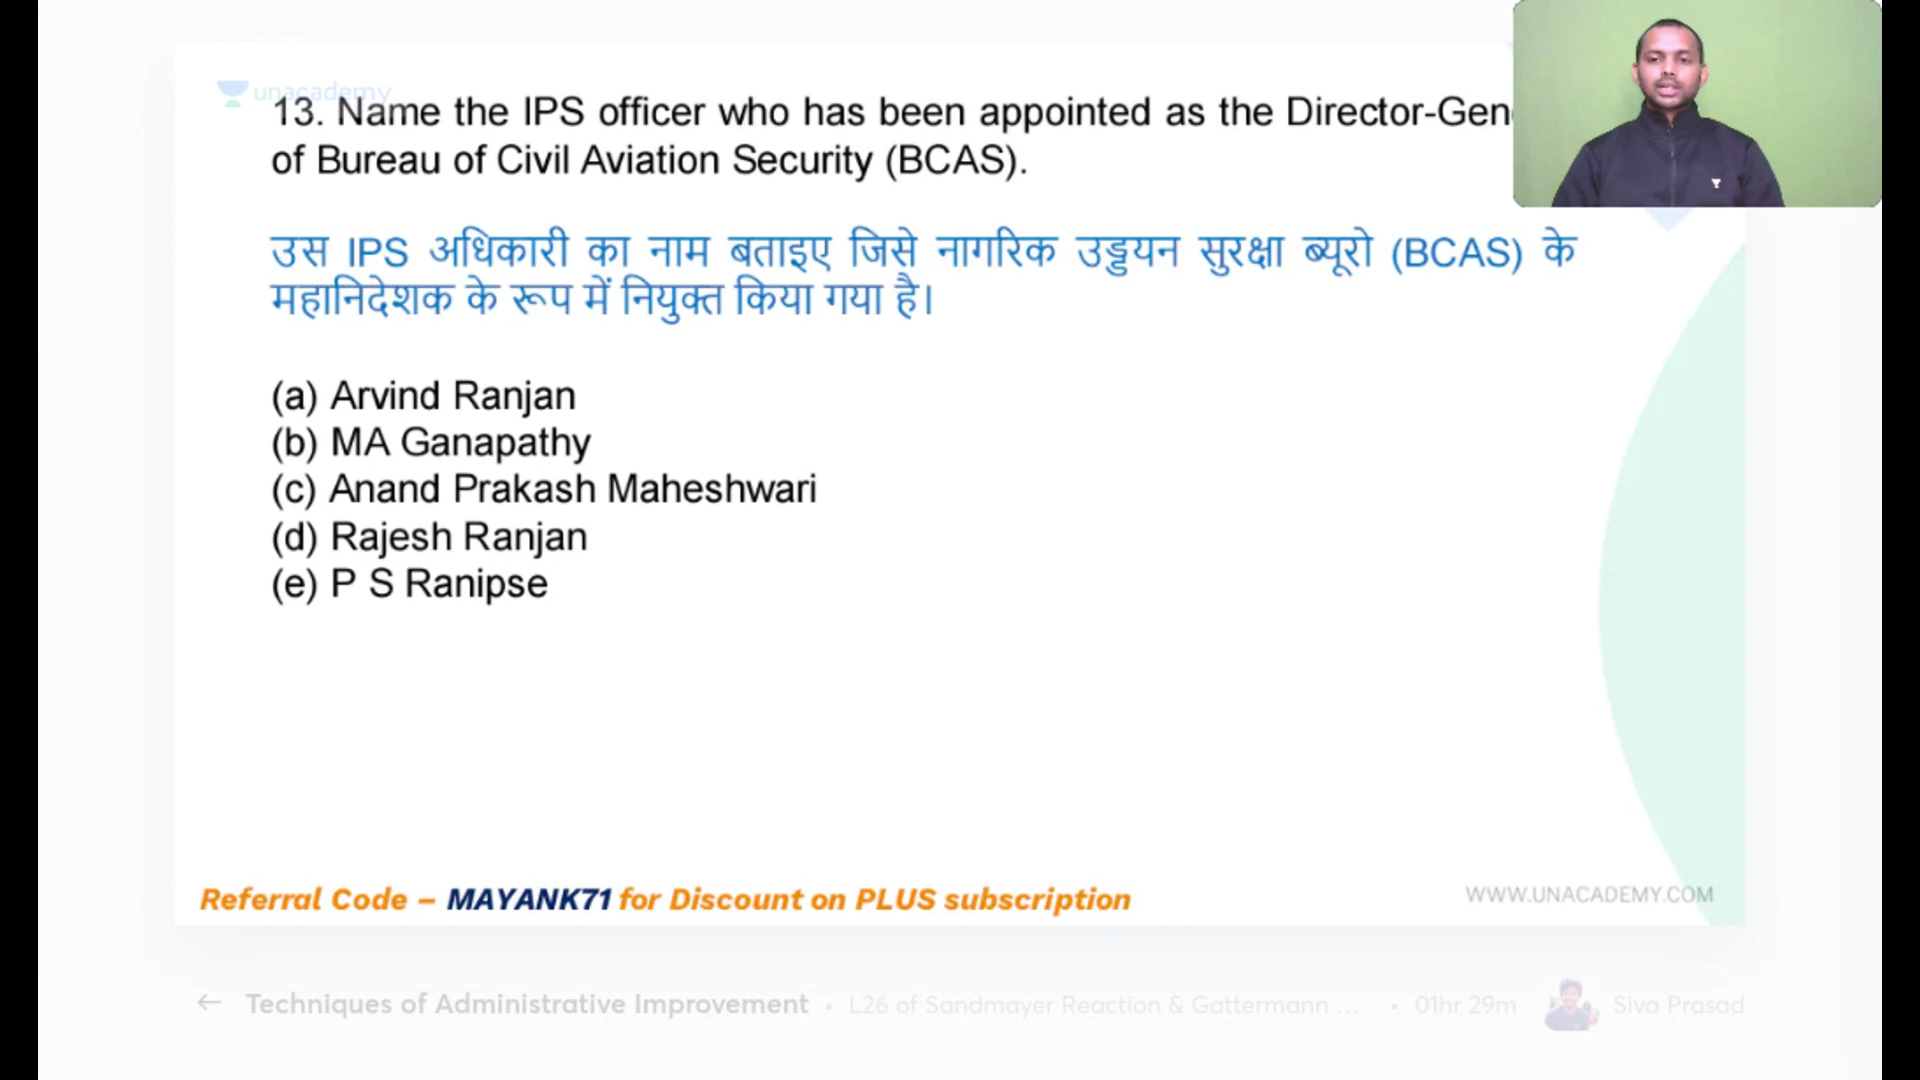 unacademy
13. Name the IPS officer who has been appointed as the Director-Gen
of Bureau of Civil Aviation Security (BCAS).
उस IPS अधिकारी का नाम बताइए जिसे नागरिक उड्डयन सुरक्षा ब्यूरो (BCAS) के
महानिदेशक के रूप में नियुक्त किया गया है।
(a) Arvind Ranjan
(b) MA Ganapathy
(c) Anand Prakash Maheshwari
(d) Rajesh Ranjan
(e) P S Ranipse
Referral Code – MAYANK71 for Discount on PLUS subscription
WWW.UNACADEMY.COM
← Techniques of Administrative Improvement • L26 of Sandmayer Reaction & Gattermann ... • 01hr 29m Siva Prasad